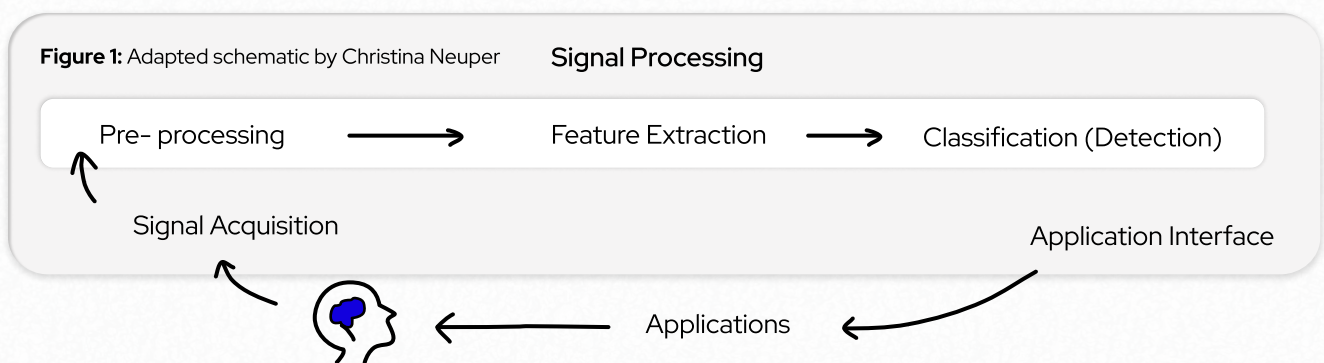 Figure 1: Adapted schematic by Christina Neuper
Signal Processing
Pre- processing
Feature Extraction
Classification (Detection)
Signal Acquisition
Application Interface
Applications